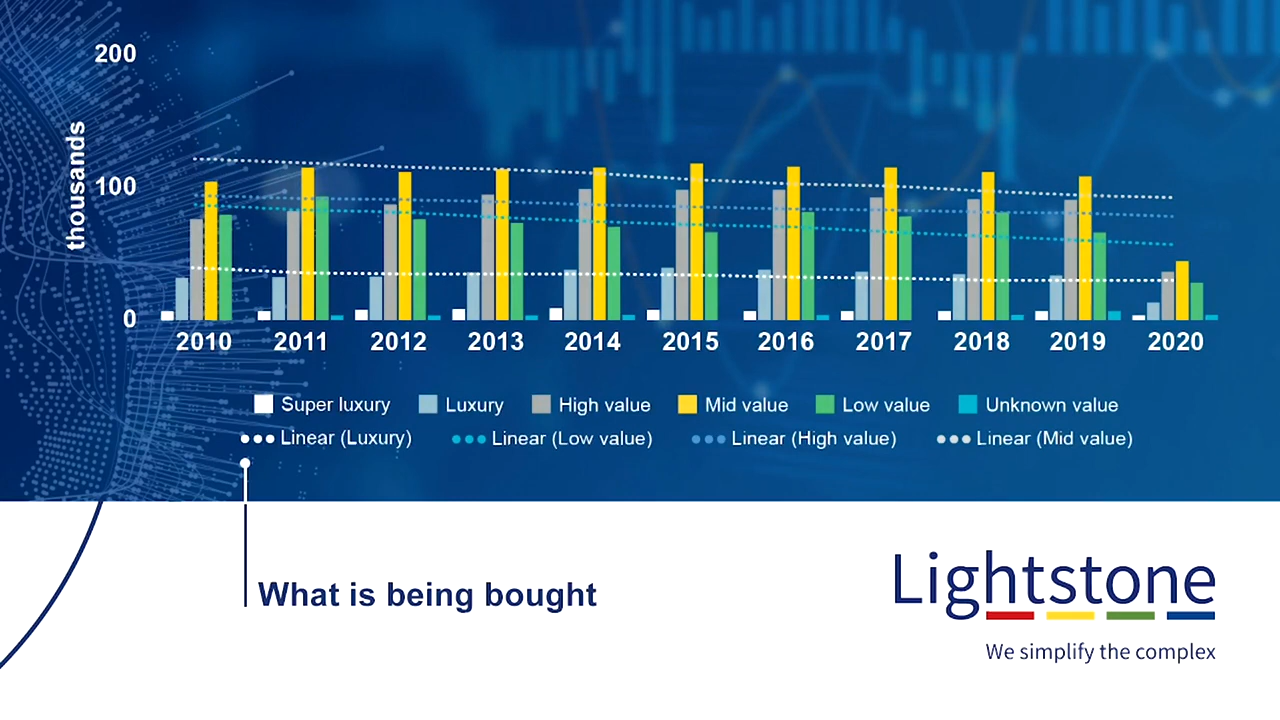 200
thousands
100
0
2010 2011 2012 2013 2014 2015 2016 2017 2018 2019 2020
Super luxury Luxury High value Mid value Low value Unknown value
Linear (Luxury) Linear (Low value) Linear (High value) Linear (Mid value)
What is being bought
Lightstone
We simplify the complex